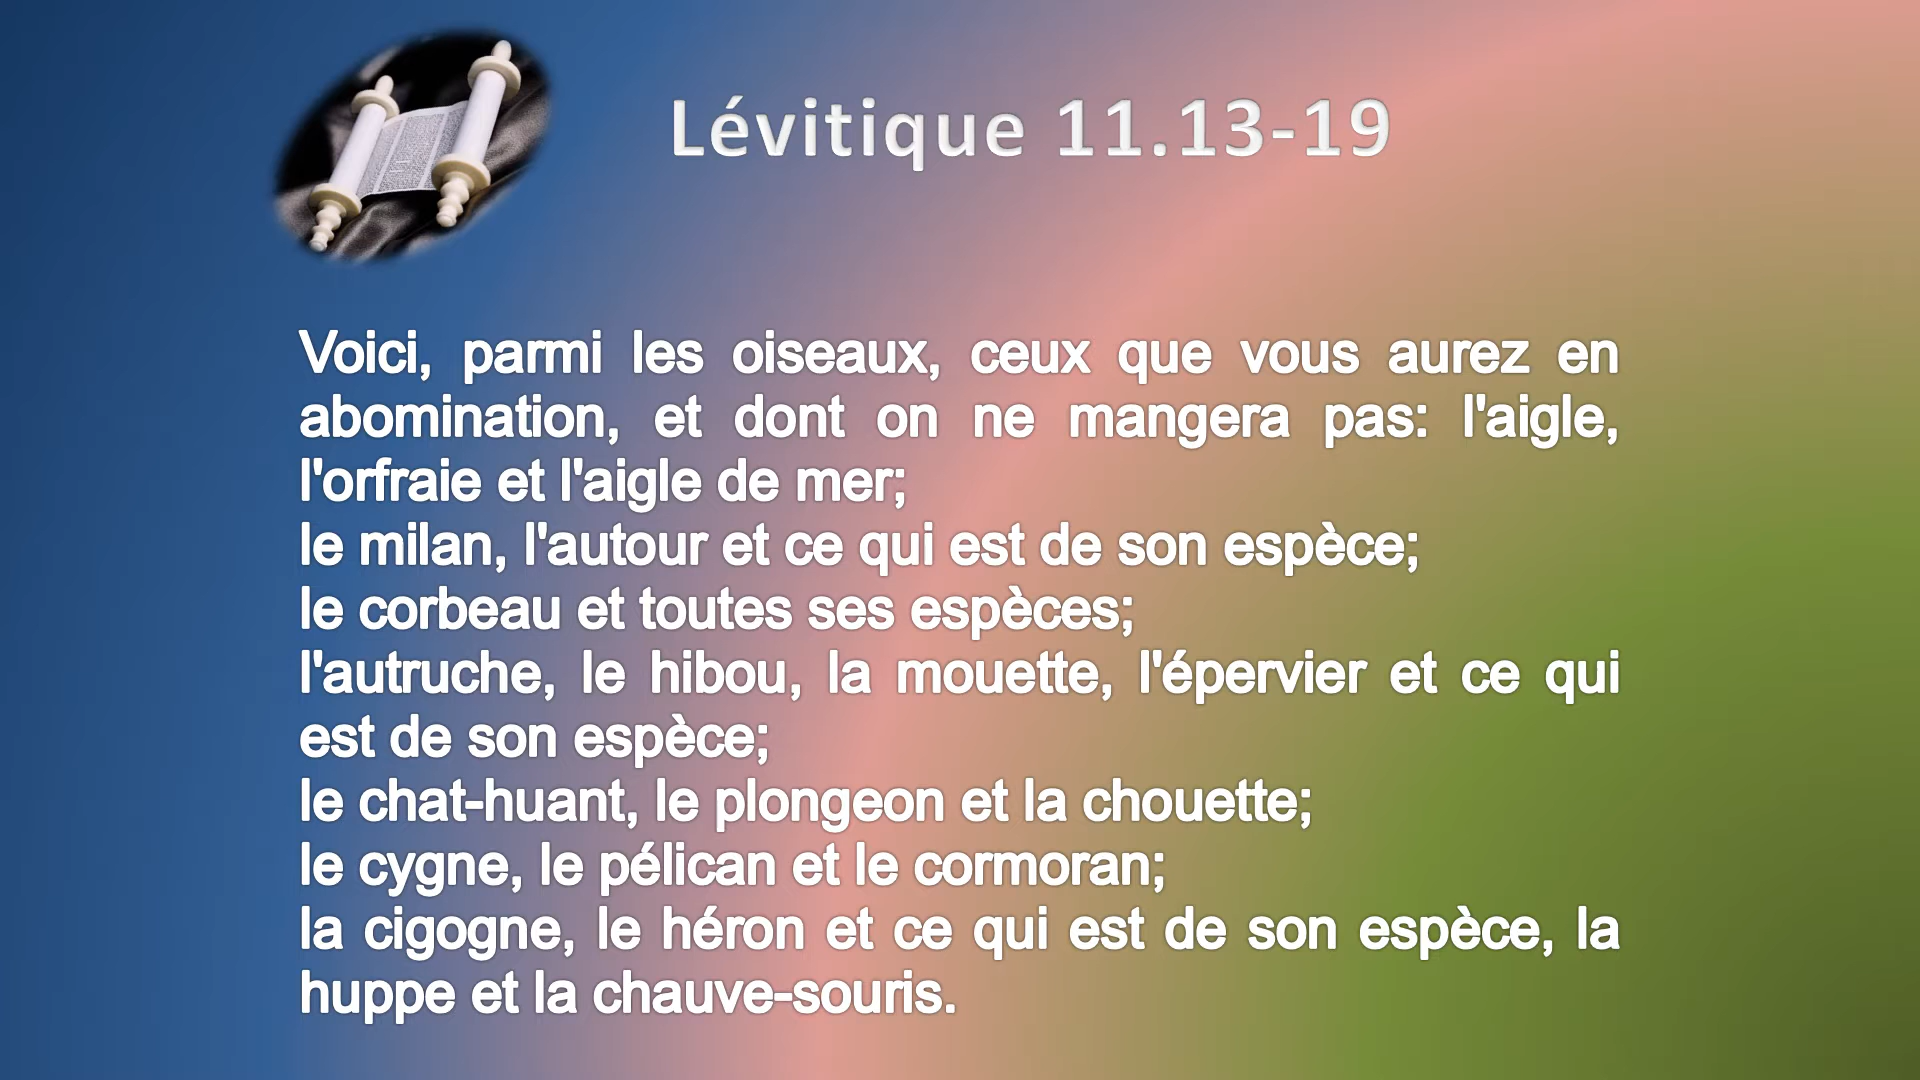 Lévitique 11.13-19
Voici, parmi les oiseaux, ceux que vous aurez en
abomination, et dont on ne mangera pas: l'aigle,
l'orfraie et l'aigle de mer;
le milan, l'autour et ce qui est de son espèce;
le corbeau et toutes ses espèces;
l'autruche, le hibou, la mouette, l'épervier et ce qui
est de son espèce;
le chat-huant, le plongeon et la chouette;
le cygne, le pélican et le cormoran;
la cigogne, le héron et ce qui est de son espèce, la
huppe et la chauve-souris.